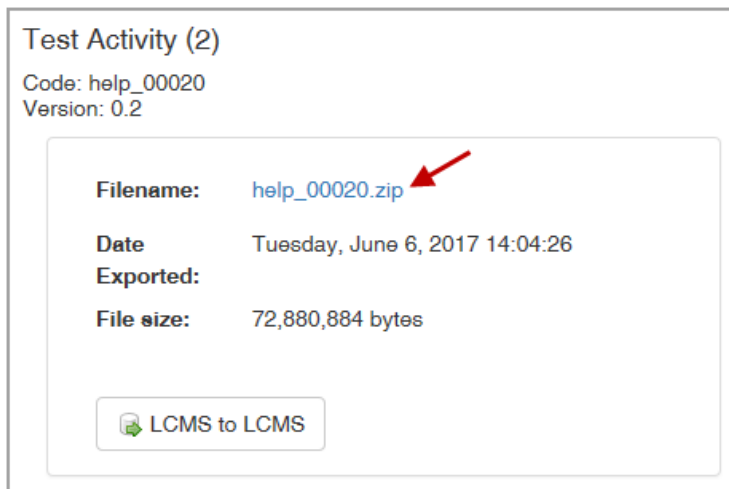 Test Activity (2)
Code: help_00020
Version: 0.2
Filename: help_00020.zip
Date Exported: Tuesday, June 6, 2017 14:04:26
File size: 72,880,884 bytes
LCMS to LCMS